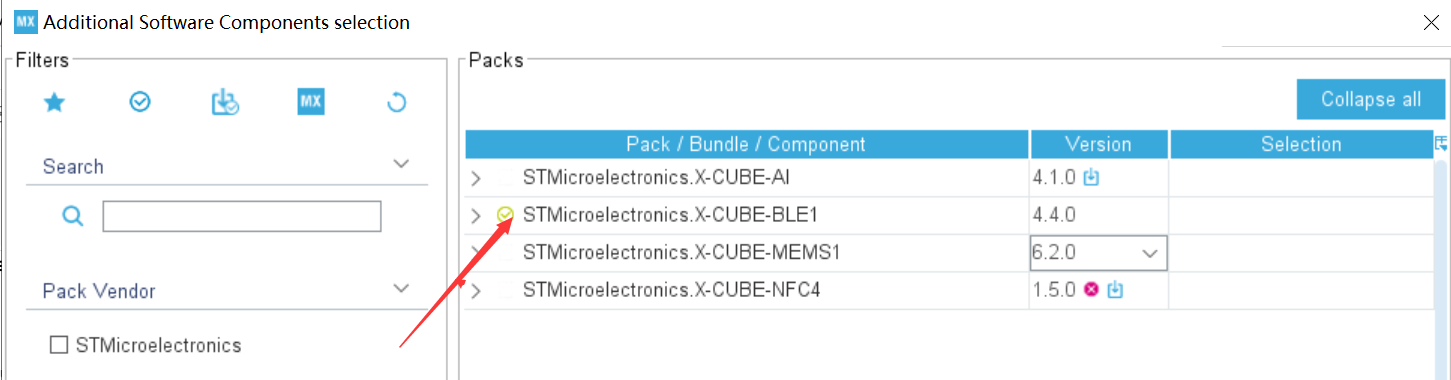 MX Additional Software Components selection
Filters
MX
Search
Pack Vendor
STMicroelectronics
Packs
Collapse all
Pack / Bundle / Component Version Selection
STMicroelectronics.X-CUBE-AI 4.1.0
STMicroelectronics.X-CUBE-BLE1 4.4.0
STMicroelectronics.X-CUBE-MEMS1 6.2.0
STMicroelectronics.X-CUBE-NFC4 1.5.0